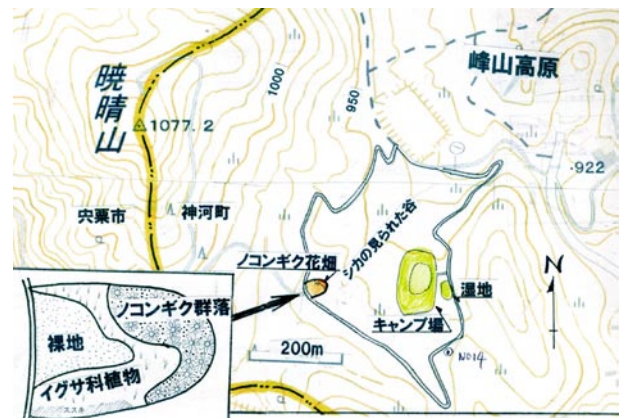 峰山高原
暁晴山
1000
950
1077.2
・922
宍粟市
神河町
ノコンギク花畑
シカの見られた谷
N
湿地
キャンプ場
200m
NO14
ノコンギク群落
裸地
イグサ科植物
ススキ